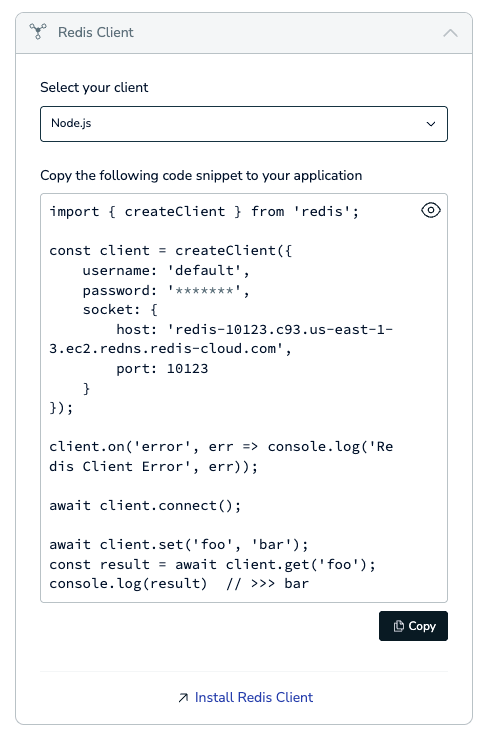 Redis Client
Select your client
Node.js
Copy the following code snippet to your application
import { createClient } from 'redis';
const client = createClient({
    username: 'default',
    password: '*******',
    socket: {
        host: 'redis-10123.c93.us-east-1-
3.ec2.redns.redis-cloud.com',
        port: 10123
    }
});
client.on('error', err => console.log('Re
dis Client Error', err));
await client.connect();
await client.set('foo', 'bar');
const result = await client.get('foo');
console.log(result)  // >>> bar
Copy
Install Redis Client